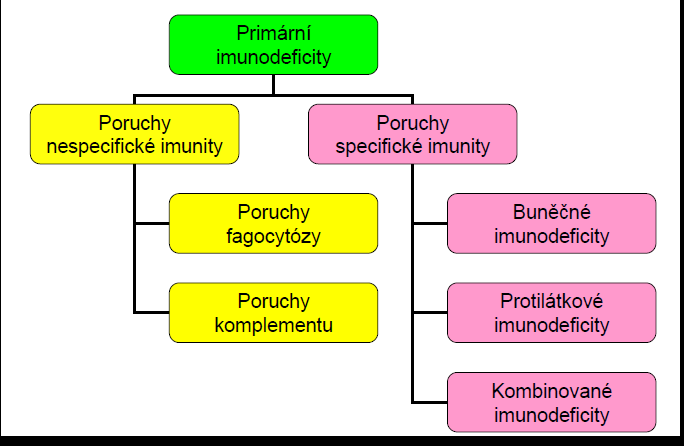 Primární
imunodeficity
Poruchy
nespecifické imunity
Poruchy
specifické imunity
Poruchy
fagocytózy
Poruchy
komplementu
Buněčné
imunodeficity
Protilátkové
imunodeficity
Kombinované
imunodeficity